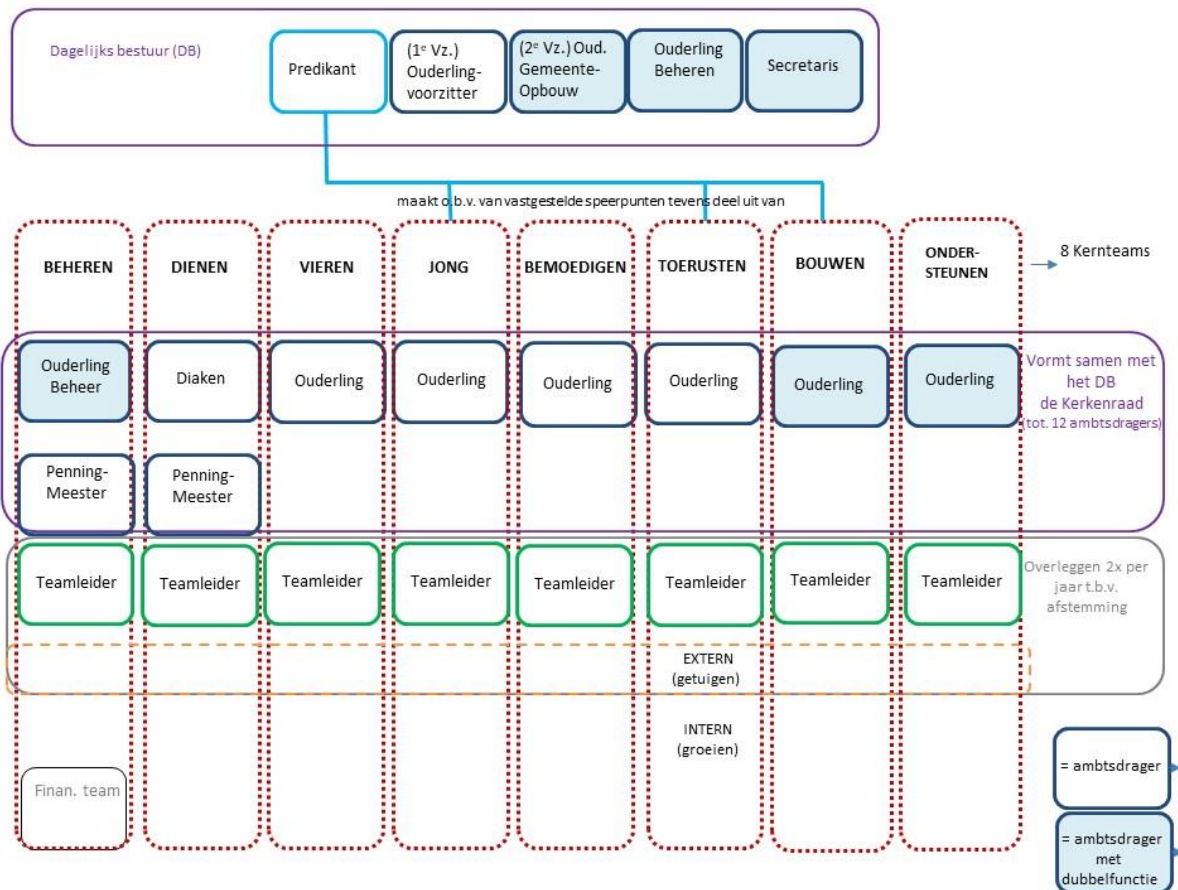 Dagelijks bestuur (DB)
Predikant
(1e Vz.)
Ouderling-
voorzitter
(2e Vz.) Oud.
Gemeente-
Opbouw
Ouderling
Beheren
Secretaris
maakt o.b.v. van vastgestelde speerpunten tevens deel uit van
BEHEREN
DIENEN
VIEREN
JONG
BEMOEDIGEN
TOERUSTEN
BOUWEN
ONDER-
STEUNEN
8 Kernteams
Ouderling
Beheer
Diaken
Ouderling
Ouderling
Ouderling
Ouderling
Ouderling
Ouderling
Vormt samen met
het DB
de Kerkenraad
(tot. 12 ambtsdragers)
Penning-
Meester
Penning-
Meester
Teamleider
Teamleider
Teamleider
Teamleider
Teamleider
Teamleider
Teamleider
Teamleider
Overleggen 2x per
jaar t.b.v.
afstemming
EXTERN
(getuigen)
INTERN
(groeien)
Finan. team
= ambtsdrager
= ambtsdrager
met
dubbelfunctie